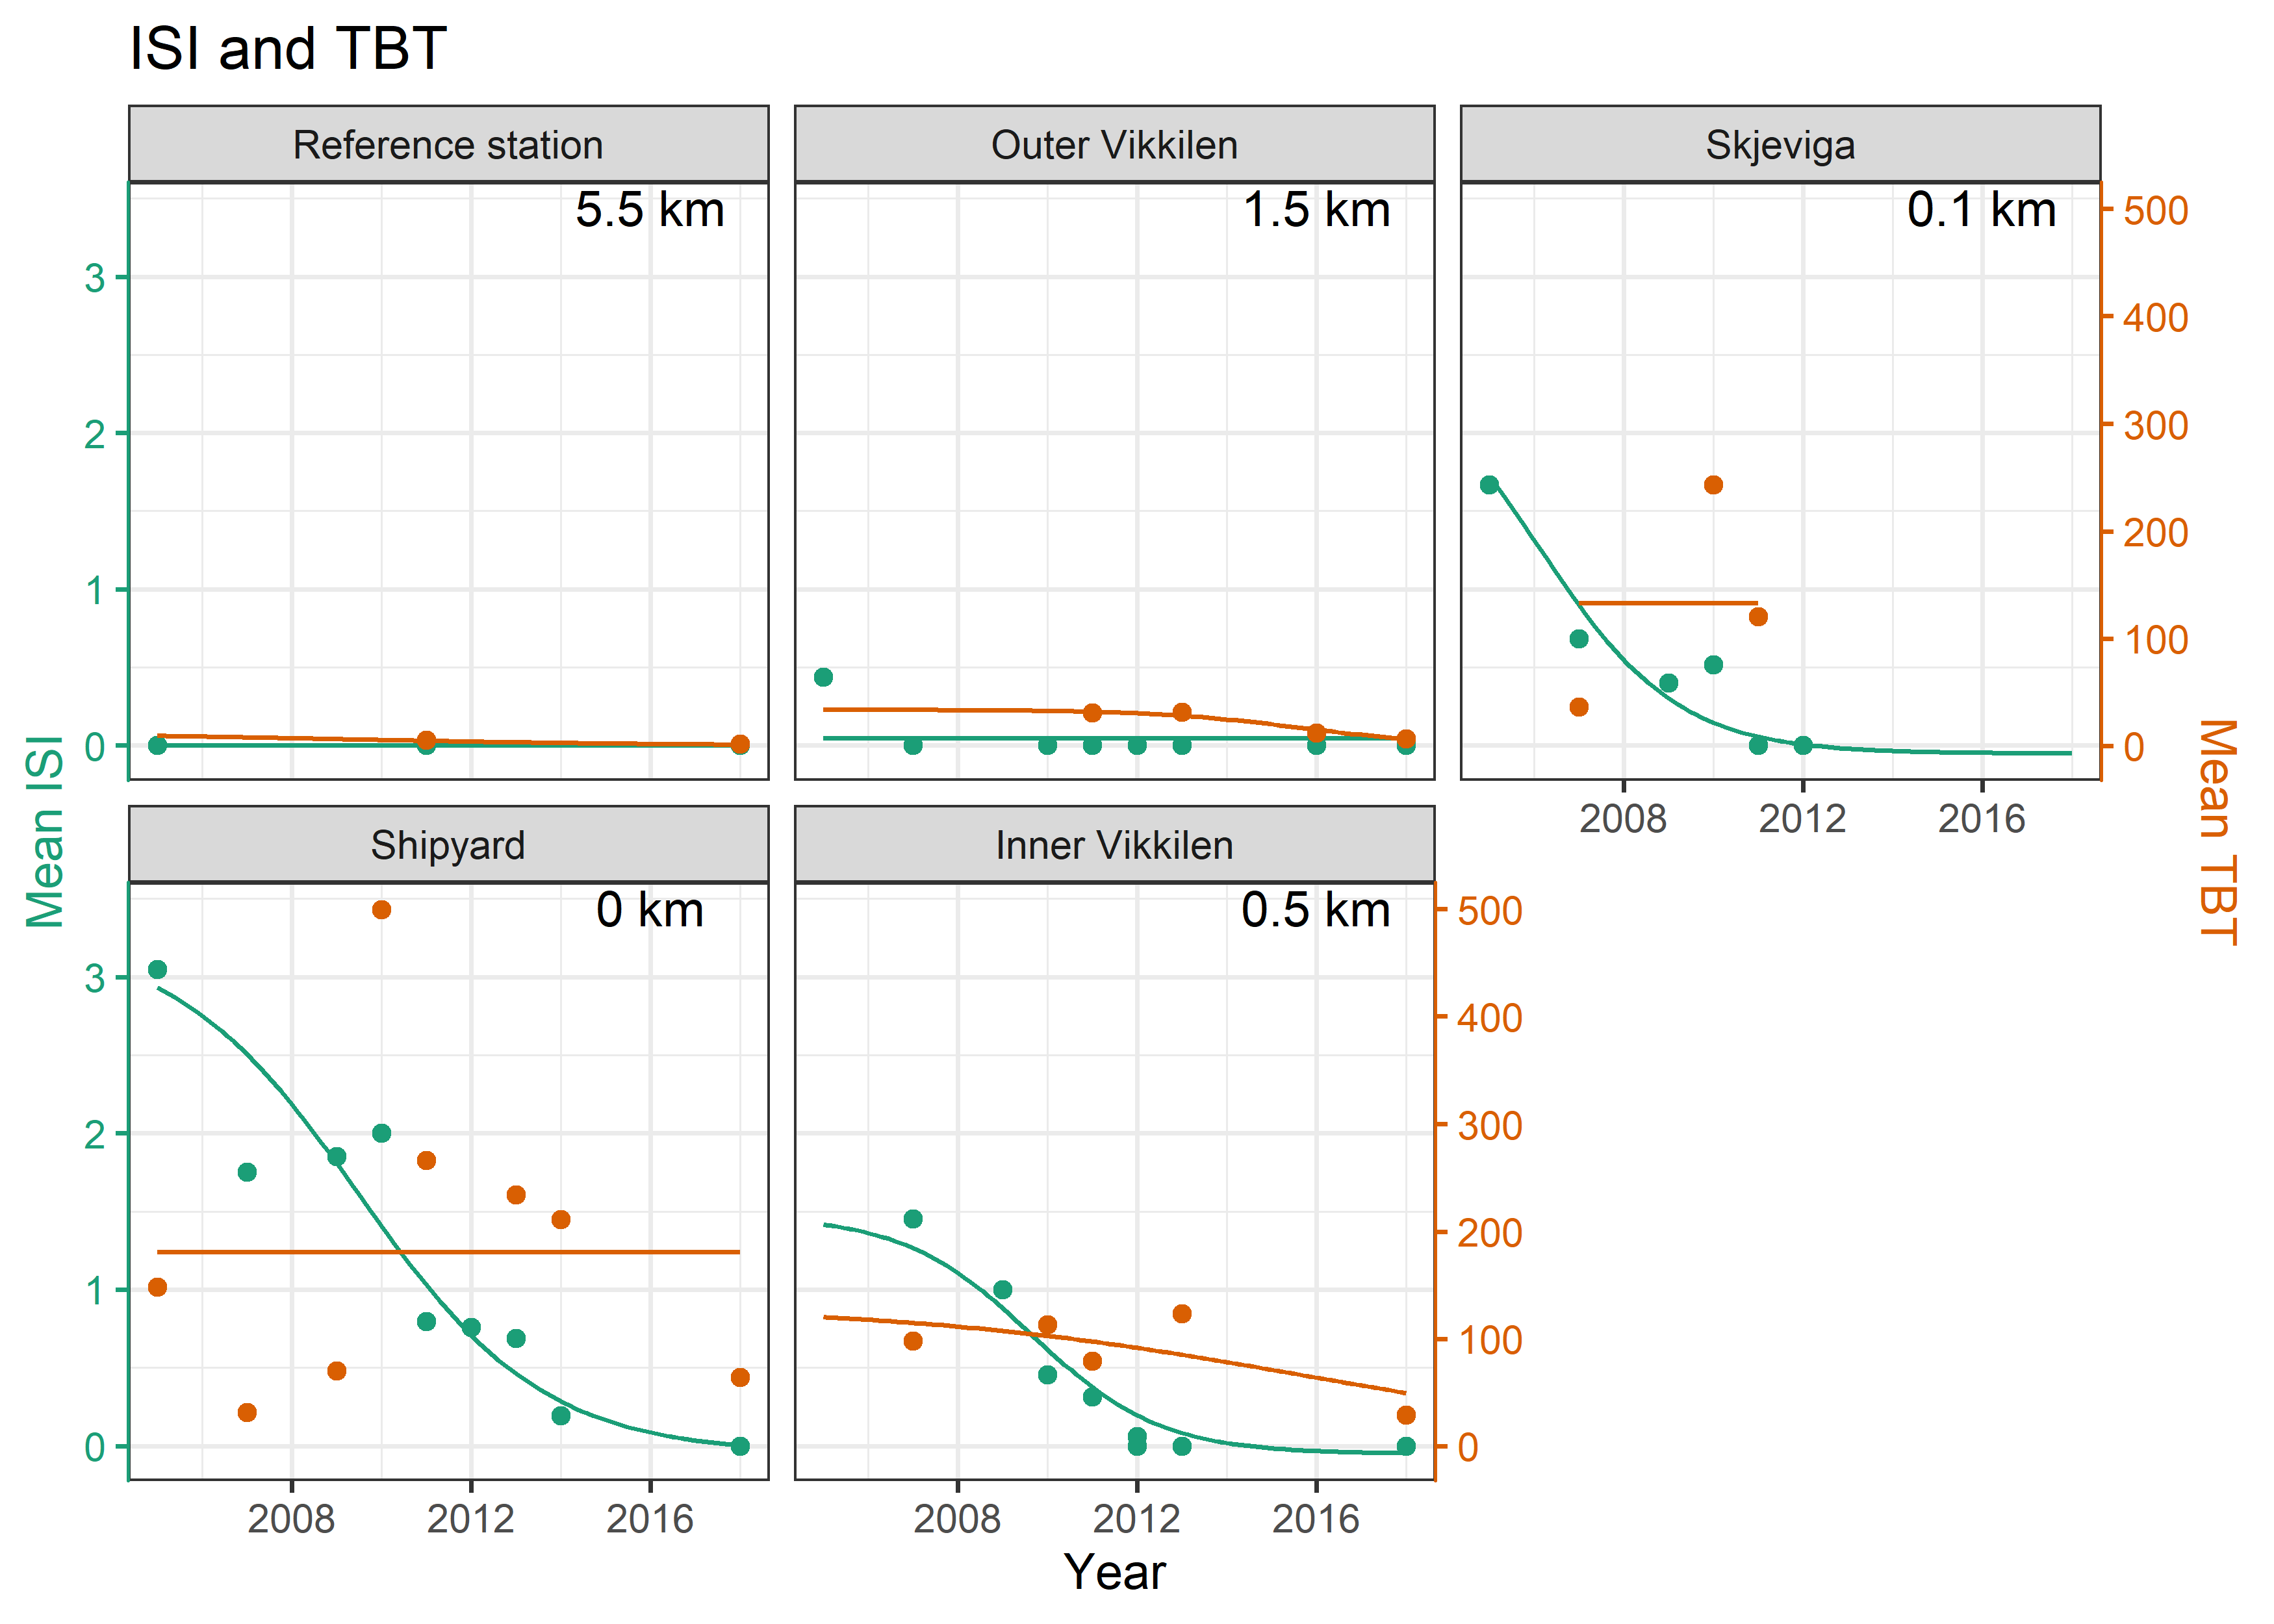 ISI and TBT
Reference station
Outer Vikkilen
Skjeviga
5.5 km
1.5 km
0.1 km
3
2
1
0
500
400
300
200
100
0
2008
2012
2016
Mean ISI
Mean TBT
Shipyard
Inner Vikkilen
0 km
0.5 km
3
2
1
0
500
400
300
200
100
0
2008
2012
2016
2008
2012
2016
Year